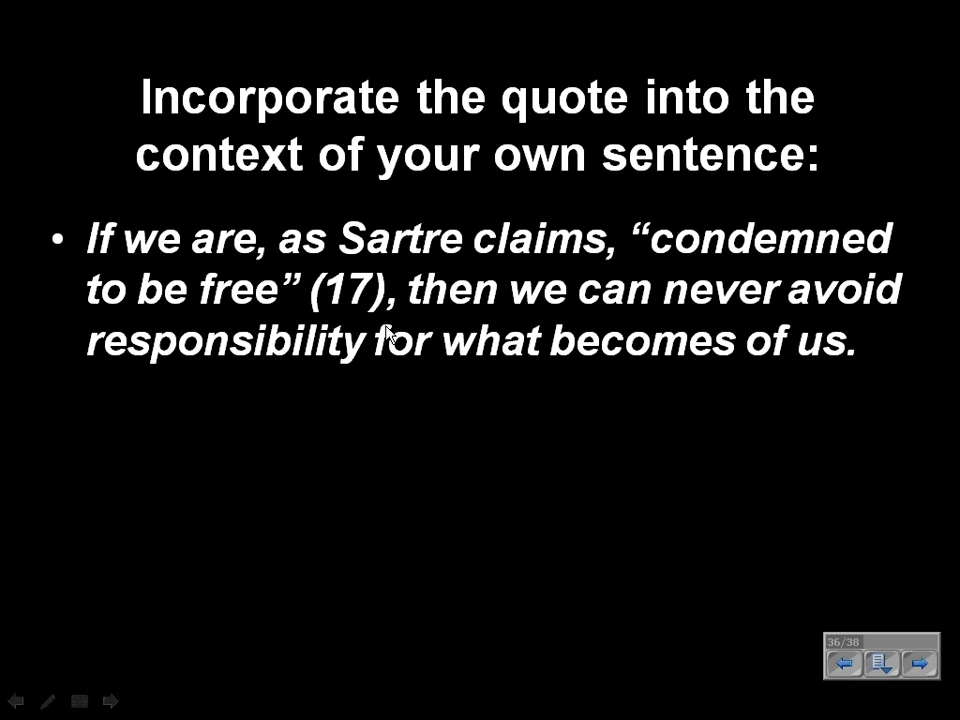 Incorporate the quote into the
context of your own sentence:
• If we are, as Sartre claims, “condemned
to be free” (17), then we can never avoid
responsibility for what becomes of us.
36/38